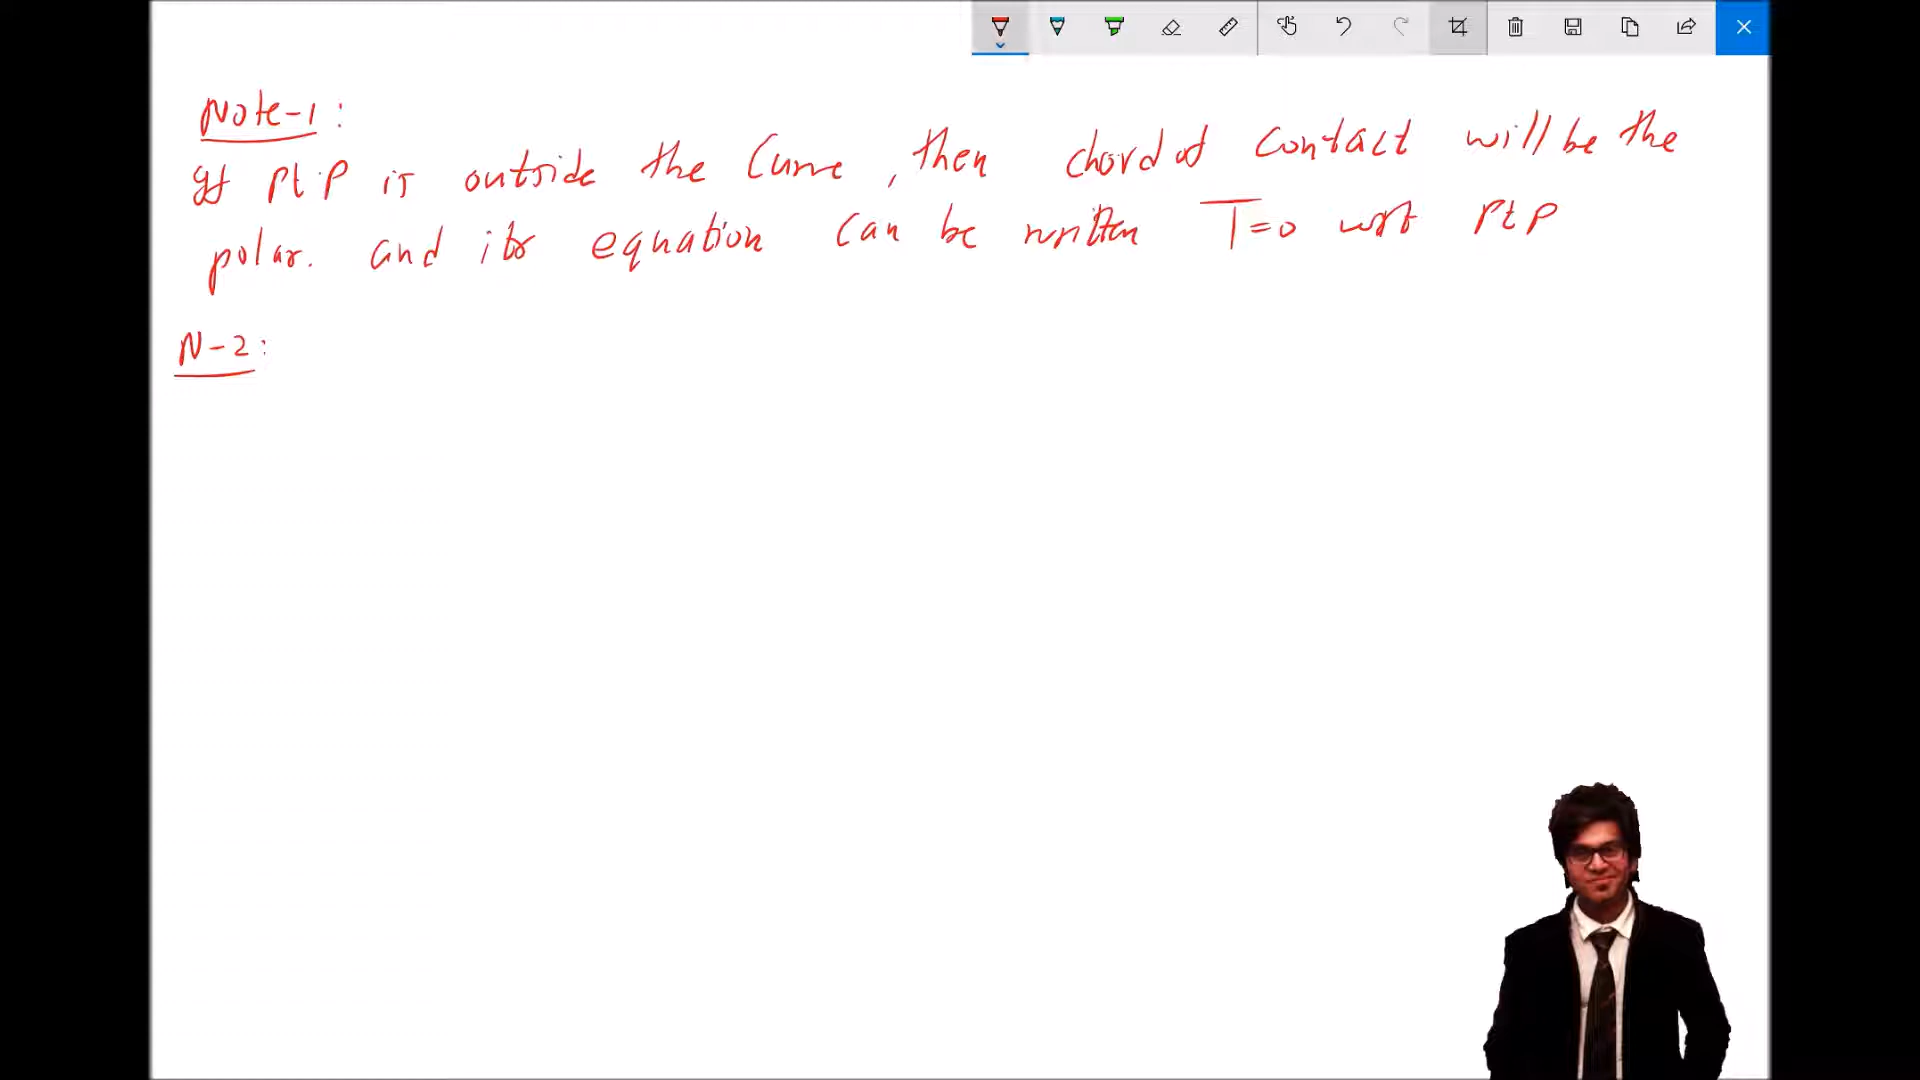 Note-1:
If Pt. P is outside the Curve, then chord of Contact will be the
polar. and its equation can be written T=0 wrt Pt P
N-2: